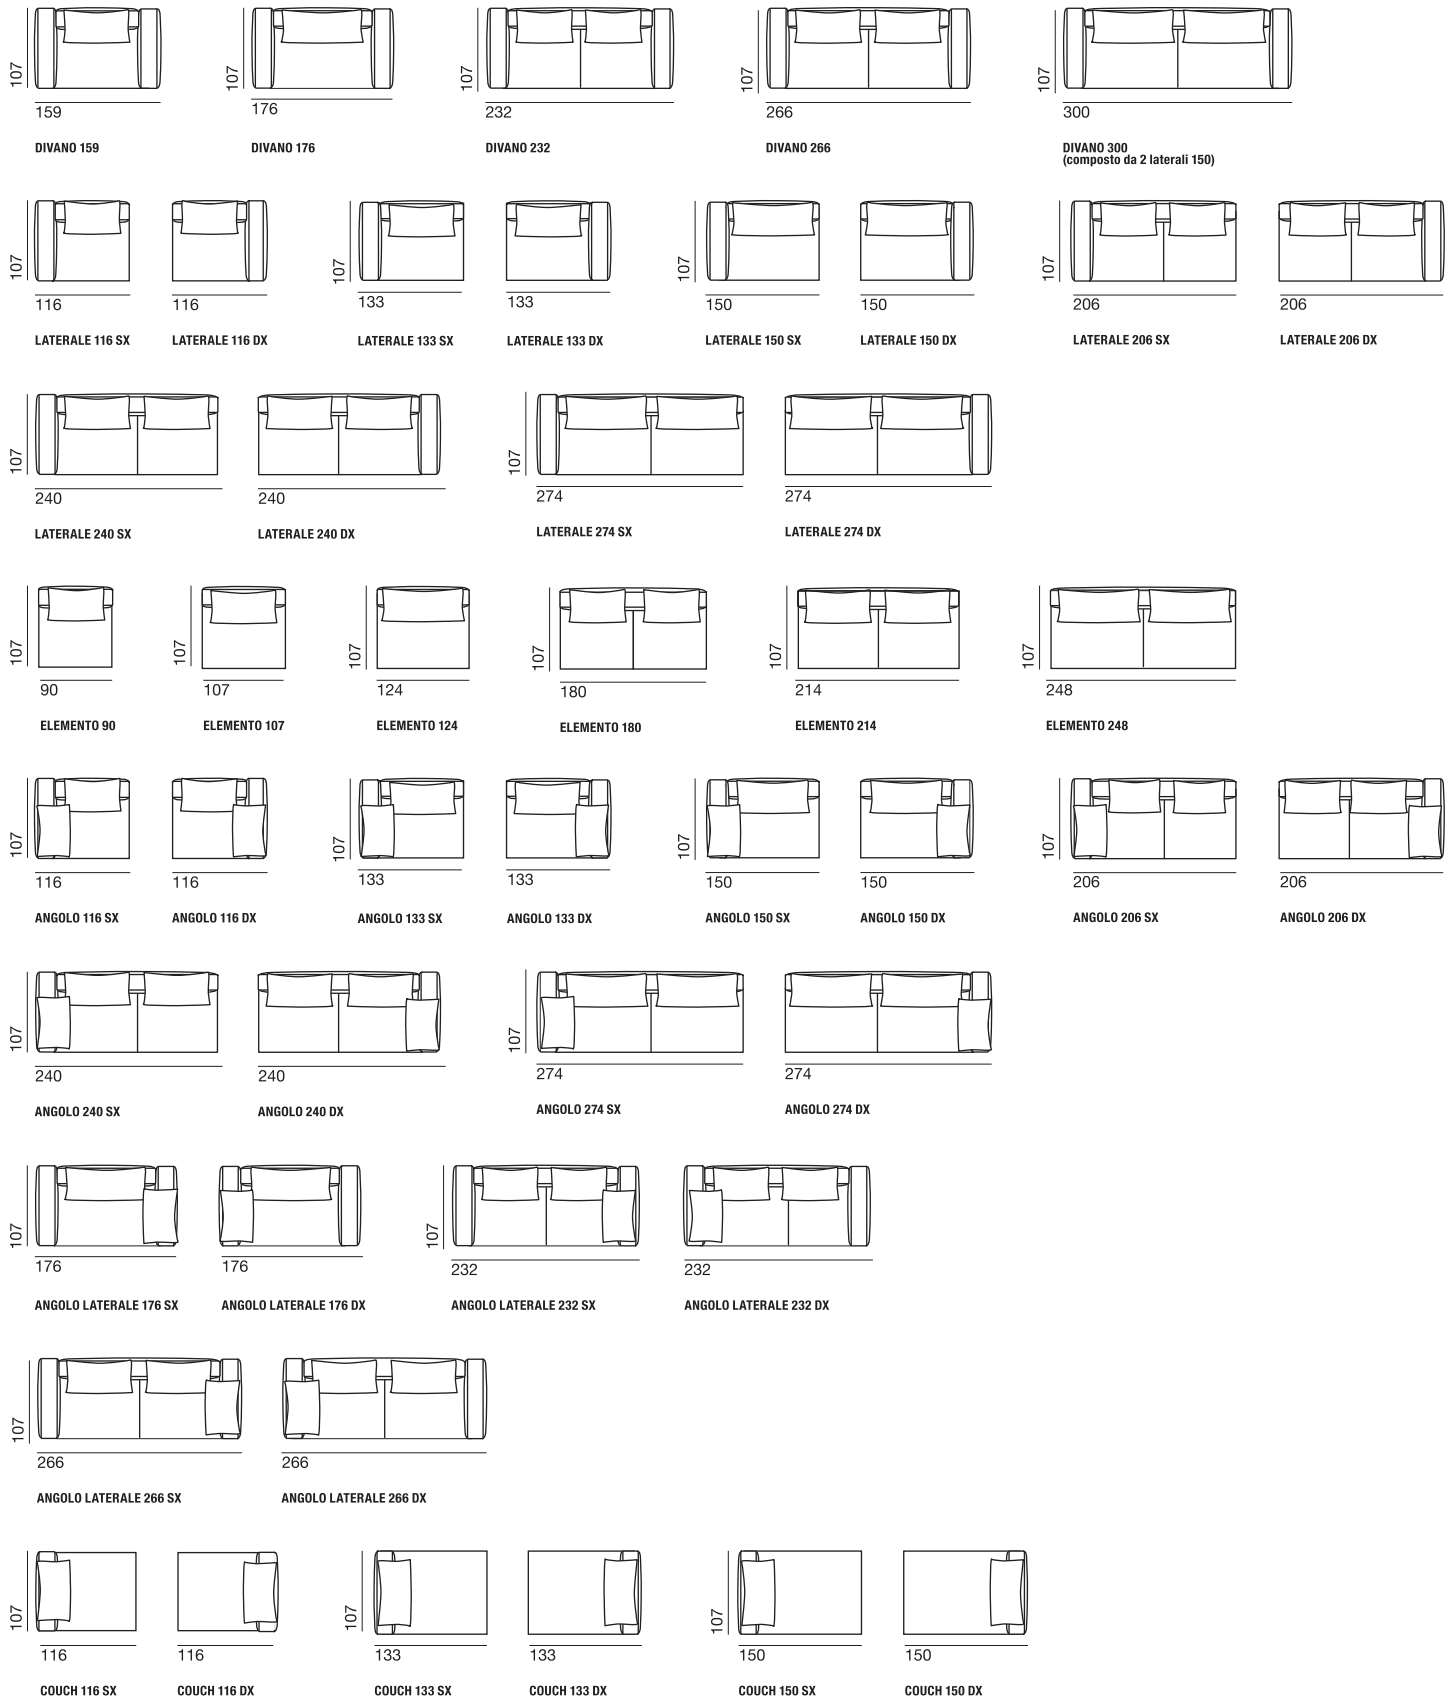 107
159
DIVANO 159
107
176
DIVANO 176
107
232
DIVANO 232
107
266
DIVANO 266
107
300
DIVANO 300
(composto da 2 laterali 150)
107
116
LATERALE 116 SX
116
LATERALE 116 DX
107
133
LATERALE 133 SX
133
LATERALE 133 DX
107
150
LATERALE 150 SX
150
LATERALE 150 DX
107
206
LATERALE 206 SX
206
LATERALE 206 DX
107
240
LATERALE 240 SX
240
LATERALE 240 DX
107
274
LATERALE 274 SX
274
LATERALE 274 DX
107
90
ELEMENTO 90
107
107
ELEMENTO 107
107
124
ELEMENTO 124
107
180
ELEMENTO 180
107
214
ELEMENTO 214
107
248
ELEMENTO 248
107
116
ANGOLO 116 SX
116
ANGOLO 116 DX
107
133
ANGOLO 133 SX
133
ANGOLO 133 DX
107
150
ANGOLO 150 SX
150
ANGOLO 150 DX
107
206
ANGOLO 206 SX
206
ANGOLO 206 DX
107
240
ANGOLO 240 SX
240
ANGOLO 240 DX
107
274
ANGOLO 274 SX
274
ANGOLO 274 DX
107
176
ANGOLO LATERALE 176 SX
176
ANGOLO LATERALE 176 DX
107
232
ANGOLO LATERALE 232 SX
232
ANGOLO LATERALE 232 DX
107
266
ANGOLO LATERALE 266 SX
266
ANGOLO LATERALE 266 DX
107
116
COUCH 116 SX
116
COUCH 116 DX
107
133
COUCH 133 SX
133
COUCH 133 DX
107
150
COUCH 150 SX
150
COUCH 150 DX